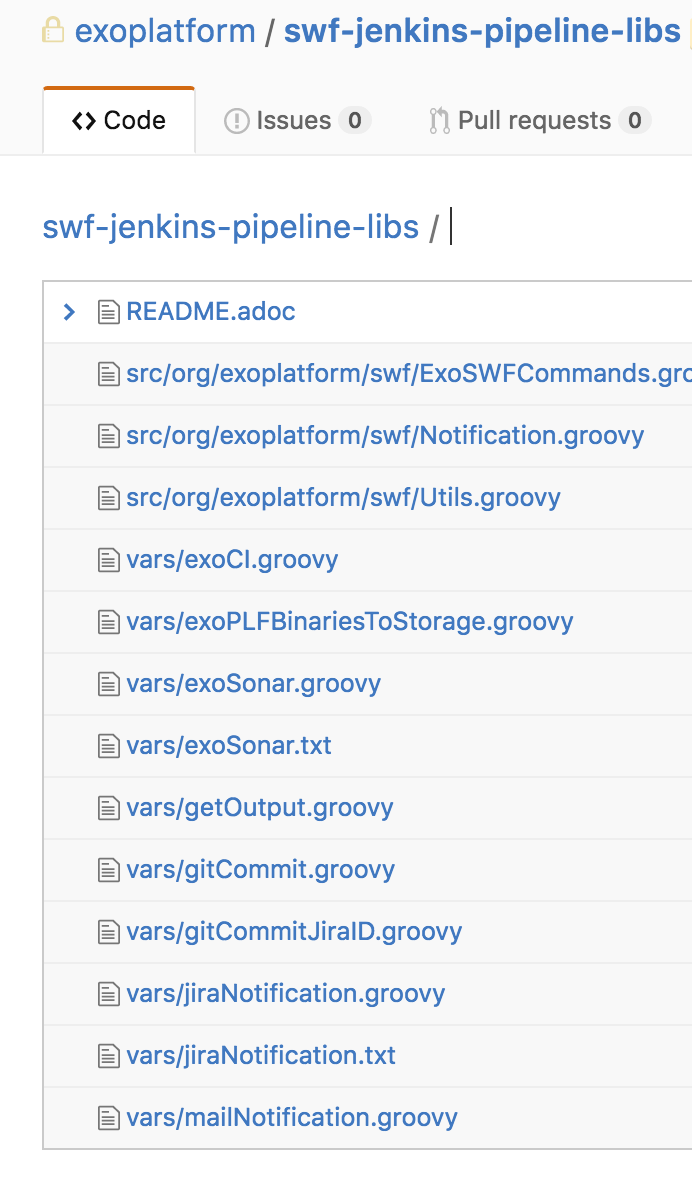 exoplatform / swf-jenkins-pipeline-libs
Code Issues 0 Pull requests 0
swf-jenkins-pipeline-libs /
README.adoc
src/org/exoplatform/swf/ExoSWFCommands.gro
src/org/exoplatform/swf/Notification.groovy
src/org/exoplatform/swf/Utils.groovy
vars/exoCI.groovy
vars/exoPLFBinariesToStorage.groovy
vars/exoSonar.groovy
vars/exoSonar.txt
vars/getOutput.groovy
vars/gitCommit.groovy
vars/gitCommitJiraID.groovy
vars/jiraNotification.groovy
vars/jiraNotification.txt
vars/mailNotification.groovy